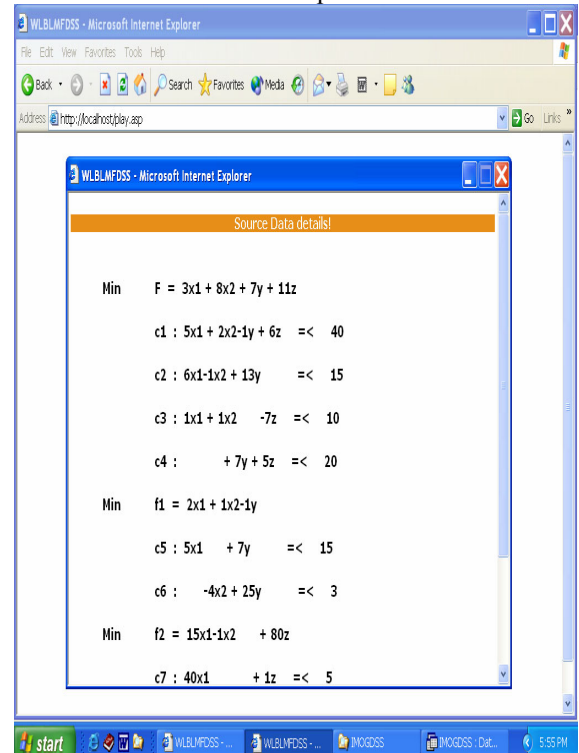 WLBLMFDSS - Microsoft Internet Explorer
File Edit View Favorites Tools Help
Back Search Favorites Media
Address http://localhost/play.asp Go Links »
WLBLMFDSS - Microsoft Internet Explorer
Source Data details!
Min F = 3x1 + 8x2 + 7y + 11z
c1 : 5x1 + 2x2-1y + 6z =< 40
c2 : 6x1-1x2 + 13y =< 15
c3 : 1x1 + 1x2 -7z =< 10
c4 : + 7y + 5z =< 20
Min f1 = 2x1 + 1x2-1y
c5 : 5x1 + 7y =< 15
c6 : -4x2 + 25y =< 3
Min f2 = 15x1-1x2 + 80z
c7 : 40x1 + 1z =< 5
start WLBLMFDSS - ... WLBLMFDSS - ... IMOGDSS IMOGDSS : Dat... 5:55 PM